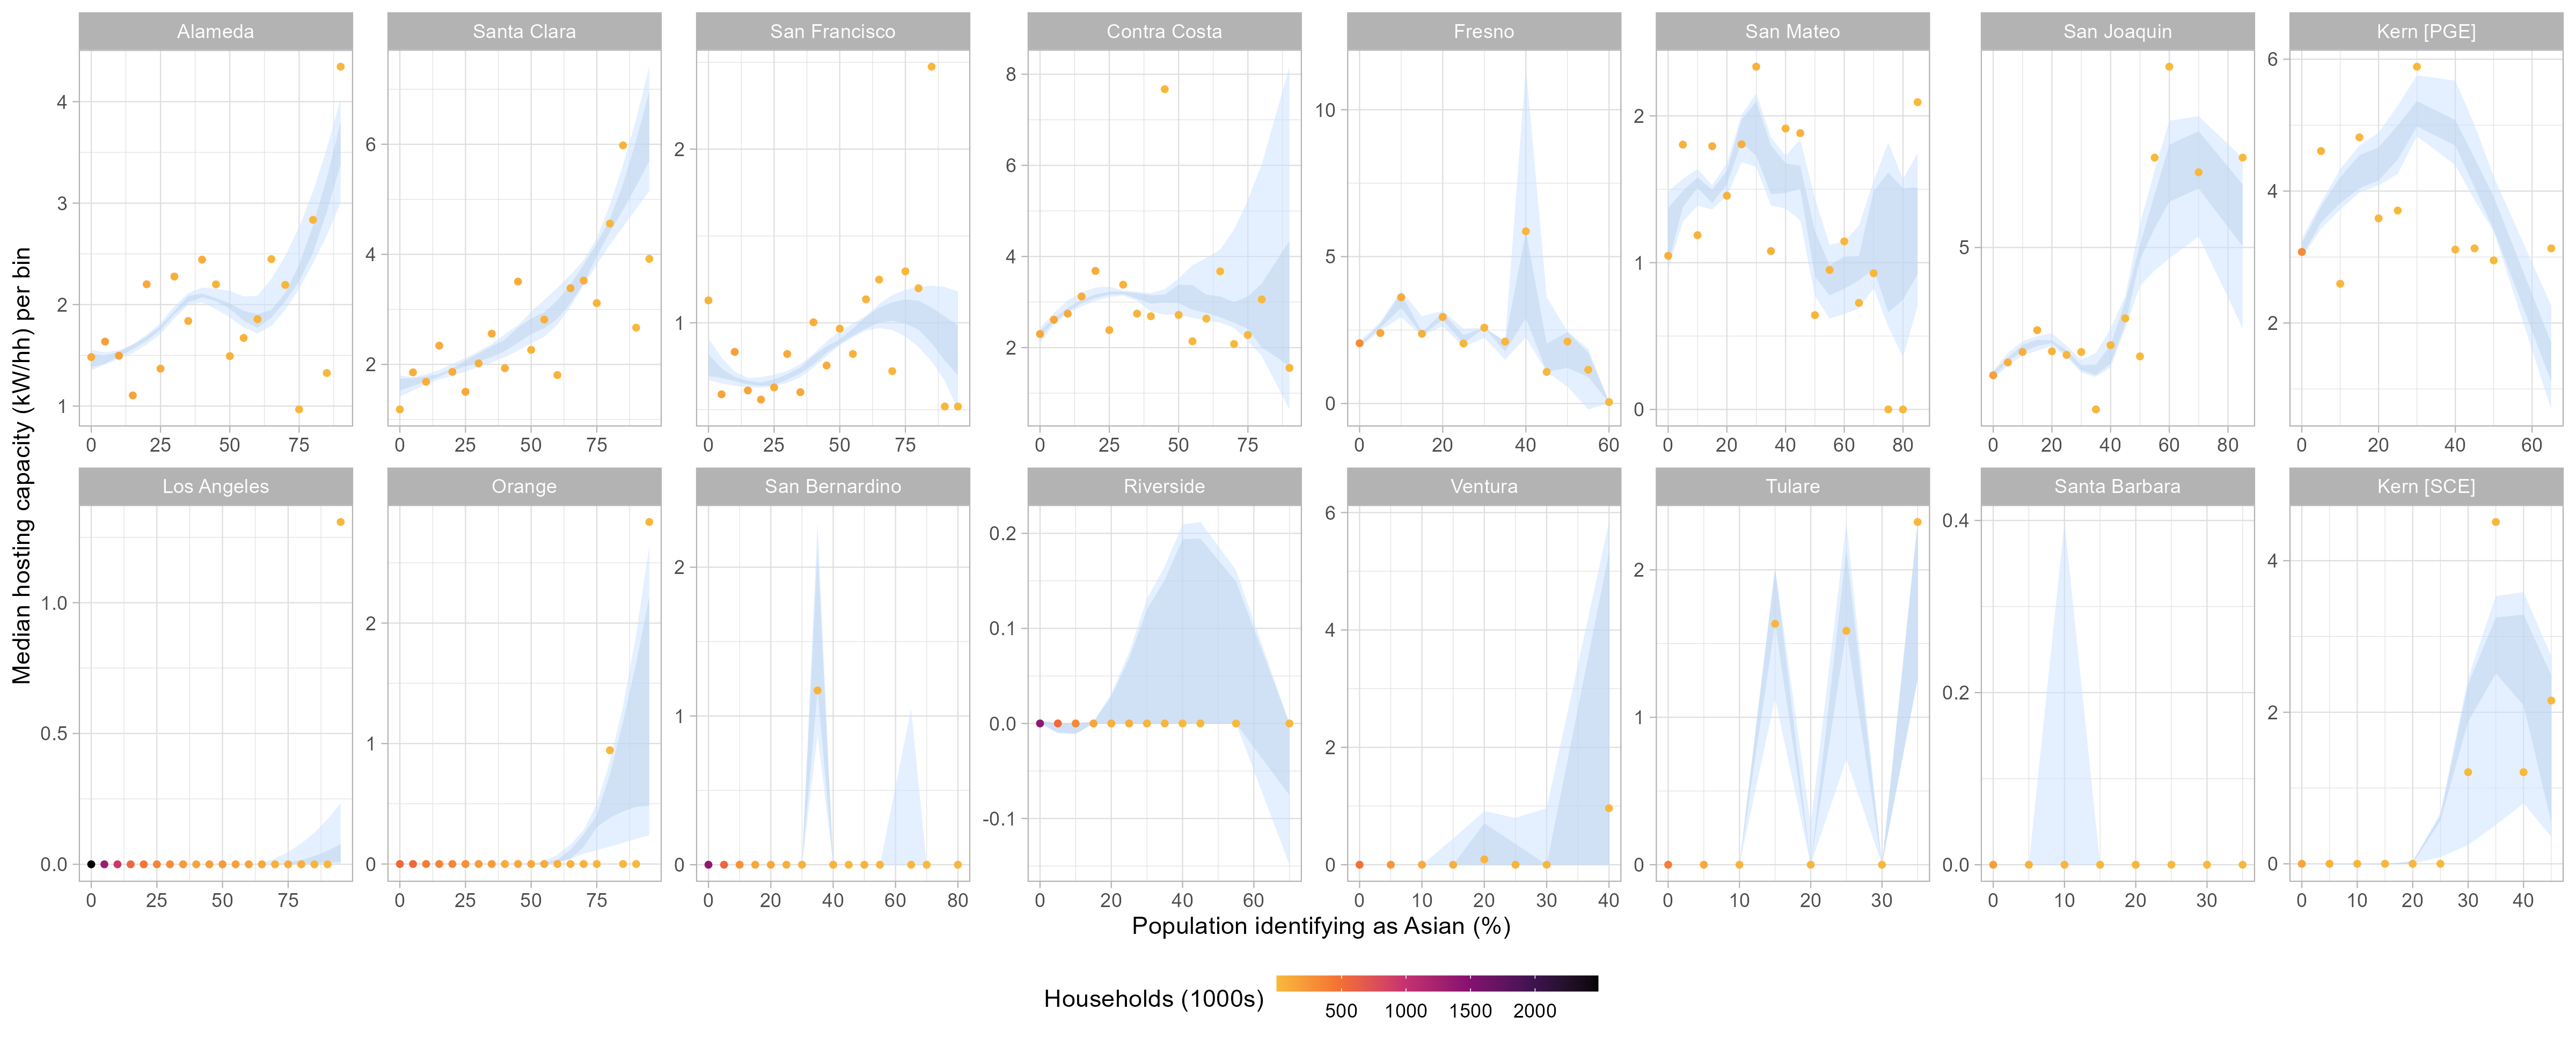 Alameda Santa Clara San Francisco Contra Costa Fresno San Mateo San Joaquin Kern [PGE]
4 3 2 1
6 4 2
2 1
8 6 4 2
10 5 0
2 1 0
5
6 4 2
0 25 50 75
0 25 50 75
0 25 50 75
0 25 50 75
0 20 40 60
0 20 40 60 80
0 20 40 60 80
0 20 40 60
Los Angeles Orange San Bernardino Riverside Ventura Tulare Santa Barbara Kern [SCE]
1.0 0.5 0.0
2 1 0
2 1 0
0.2 0.1 0.0 -0.1
6 4 2 0
2 1 0
0.4 0.2 0.0
4 2 0
0 25 50 75
0 25 50 75
0 20 40 60 80
0 20 40 60
0 10 20 30 40
0 10 20 30
0 10 20 30
0 10 20 30 40
Median hosting capacity (kW/hh) per bin
Population identifying as Asian (%)
Households (1000s)
500 1000 1500 2000